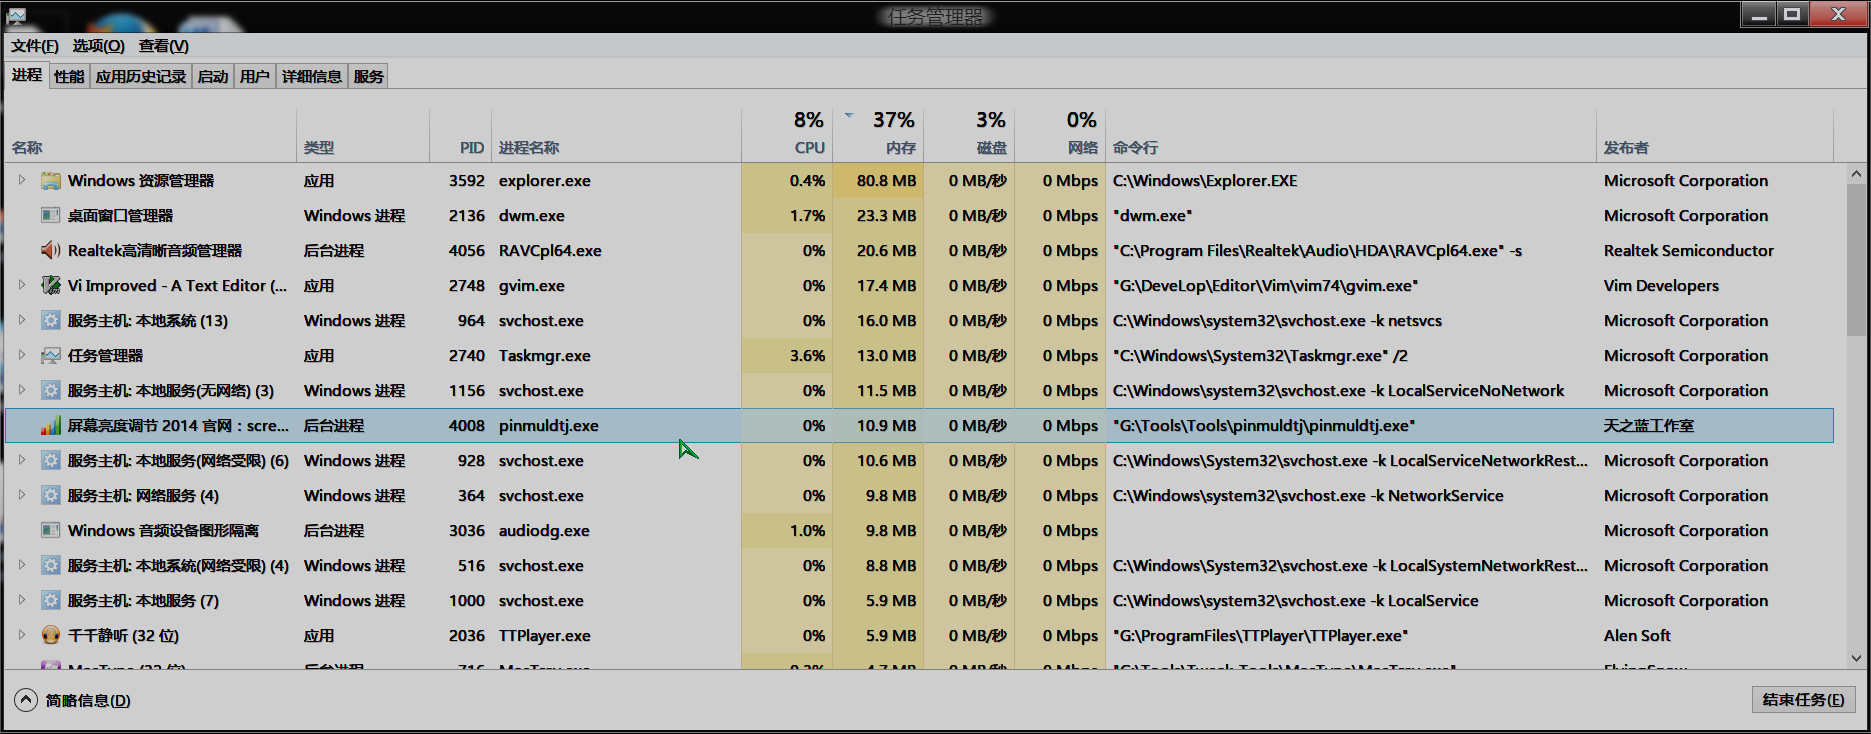 任务管理器
文件(F) 选项(O) 查看(V)
进程 性能 应用历史记录 启动 用户 详细信息 服务
8% 37% 3% 0%
名称 类型 PID 进程名称 CPU 内存 磁盘 网络 命令行 发布者
Windows 资源管理器 应用 3592 explorer.exe 0.4% 80.8 MB 0 MB/秒 0 Mbps C:\Windows\Explorer.EXE Microsoft Corporation
桌面窗口管理器 Windows 进程 2136 dwm.exe 1.7% 23.3 MB 0 MB/秒 0 Mbps "dwm.exe" Microsoft Corporation
Realtek高清晰音频管理器 后台进程 4056 RAVCpl64.exe 0% 20.6 MB 0 MB/秒 0 Mbps "C:\Program Files\Realtek\Audio\HDA\RAVCpl64.exe" -s Realtek Semiconductor
Vi Improved - A Text Editor (... 应用 2748 gvim.exe 0% 17.4 MB 0 MB/秒 0 Mbps "G:\DeveLop\Editor\Vim\vim74\gvim.exe" Vim Developers
服务主机: 本地系统 (13) Windows 进程 964 svchost.exe 0% 16.0 MB 0 MB/秒 0 Mbps C:\Windows\system32\svchost.exe -k netsvcs Microsoft Corporation
任务管理器 应用 2740 Taskmgr.exe 3.6% 13.0 MB 0 MB/秒 0 Mbps "C:\Windows\System32\Taskmgr.exe" /2 Microsoft Corporation
服务主机: 本地服务(无网络) (3) Windows 进程 1156 svchost.exe 0% 11.5 MB 0 MB/秒 0 Mbps C:\Windows\system32\svchost.exe -k LocalServiceNoNetwork Microsoft Corporation
屏幕亮度调节 2014 官网：scre... 后台进程 4008 pinmuldtj.exe 0% 10.9 MB 0 MB/秒 0 Mbps "G:\Tools\Tools\pinmuldtj\pinmuldtj.exe" 天之蓝工作室
服务主机: 本地服务(网络受限) (6) Windows 进程 928 svchost.exe 0% 10.6 MB 0 MB/秒 0 Mbps C:\Windows\System32\svchost.exe -k LocalServiceNetworkRest... Microsoft Corporation
服务主机: 网络服务 (4) Windows 进程 364 svchost.exe 0% 9.8 MB 0 MB/秒 0 Mbps C:\Windows\system32\svchost.exe -k NetworkService Microsoft Corporation
Windows 音频设备图形隔离 后台进程 3036 audiodg.exe 1.0% 9.8 MB 0 MB/秒 0 Mbps Microsoft Corporation
服务主机: 本地系统(网络受限) (4) Windows 进程 516 svchost.exe 0% 8.8 MB 0 MB/秒 0 Mbps C:\Windows\System32\svchost.exe -k LocalSystemNetworkRest... Microsoft Corporation
服务主机: 本地服务 (7) Windows 进程 1000 svchost.exe 0% 5.9 MB 0 MB/秒 0 Mbps C:\Windows\system32\svchost.exe -k LocalService Microsoft Corporation
千千静听 (32 位) 应用 2036 TTPlayer.exe 0% 5.9 MB 0 MB/秒 0 Mbps "G:\ProgramFiles\TTPlayer\TTPlayer.exe" Alen Soft
简略信息(D) 结束任务(E)